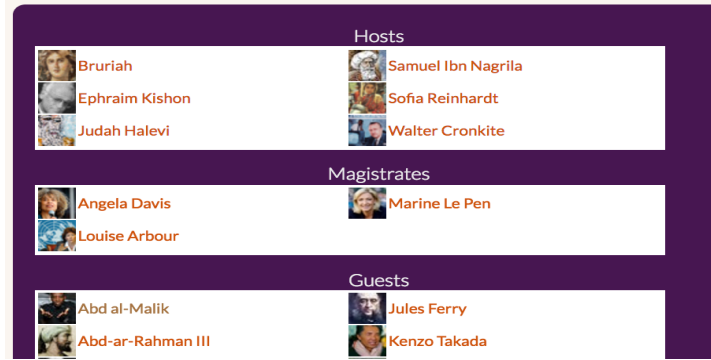 Hosts
Bruriah
Samuel Ibn Nagrila
Ephraim Kishon
Sofia Reinhardt
Judah Halevi
Walter Cronkite
Magistrates
Angela Davis
Marine Le Pen
Louise Arbour
Guests
Abd al-Malik
Jules Ferry
Abd-ar-Rahman III
Kenzo Takada